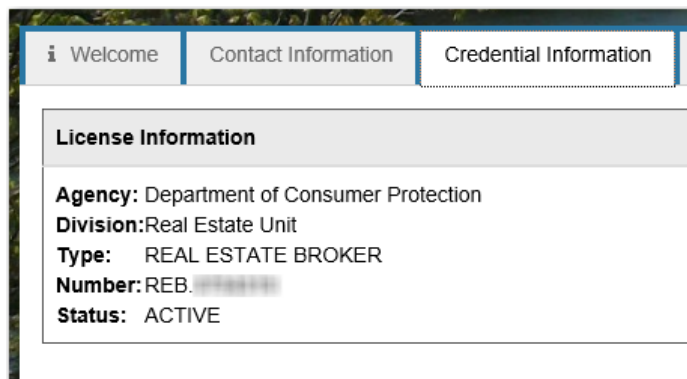 Welcome
Contact Information
Credential Information
License Information
Agency: Department of Consumer Protection
Division:Real Estate Unit
Type: REAL ESTATE BROKER
Number: REB.
Status: ACTIVE